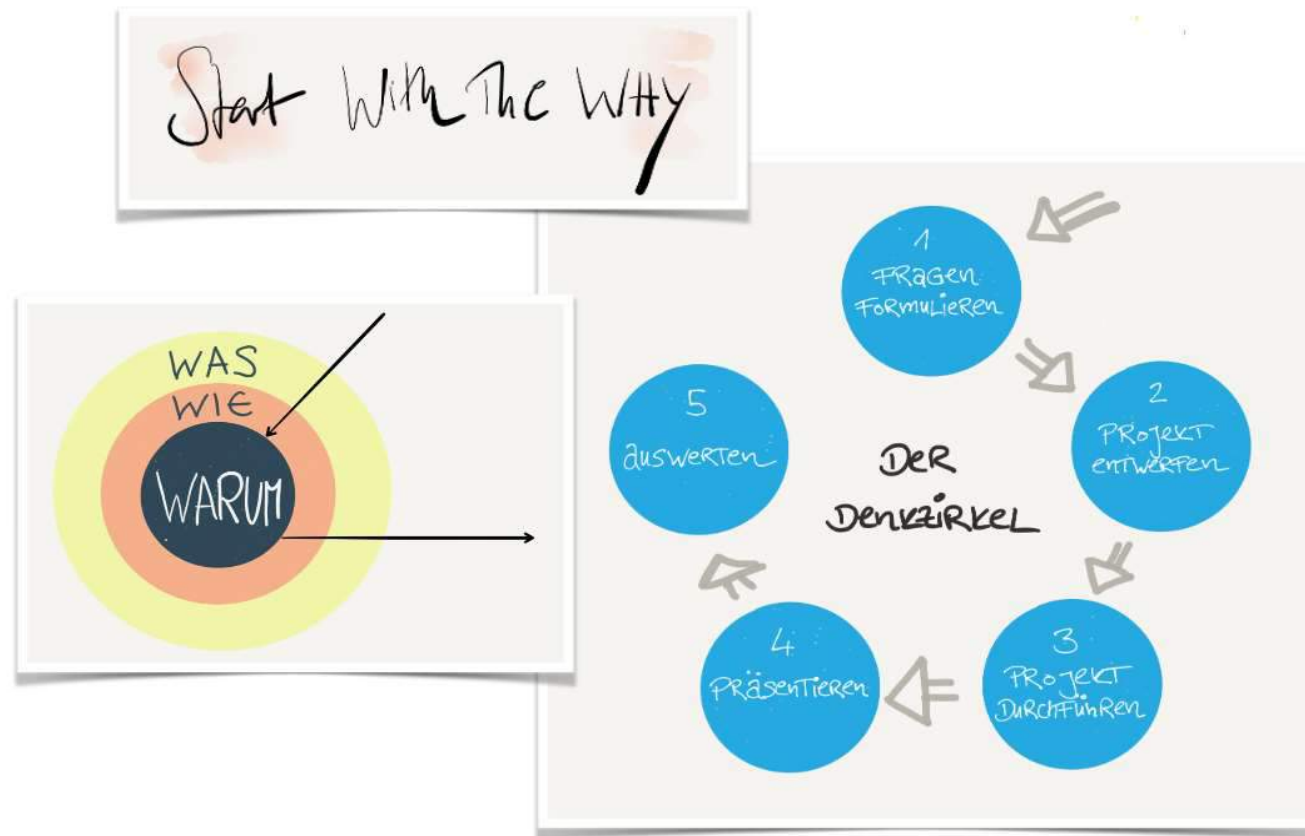 Start With The WHY
WAS
WIE
WARUM
DER
DENKZIRKEL
1
FRagen
FORMULIEREN
2
PROJEKT
ENTWERFEN
3
PROJEKT
DURCHFÜHREN
4
PRÄSENTIEREN
5
auswerten